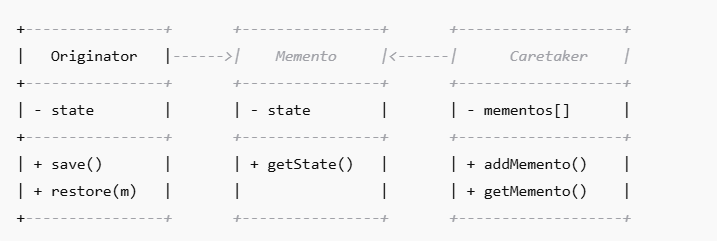 +----------------+       +----------------+       +-------------------+
|   Originator   |------>|    Memento     |<------|      Caretaker    |
+----------------+       +----------------+       +-------------------+
| - state        |       | - state        |       | - mementos[]      |
+----------------+       +----------------+       +-------------------+
| + save()       |       | + getState()   |       | + addMemento()    |
| + restore(m)   |       |                |       | + getMemento()    |
+----------------+       +----------------+       +-------------------+